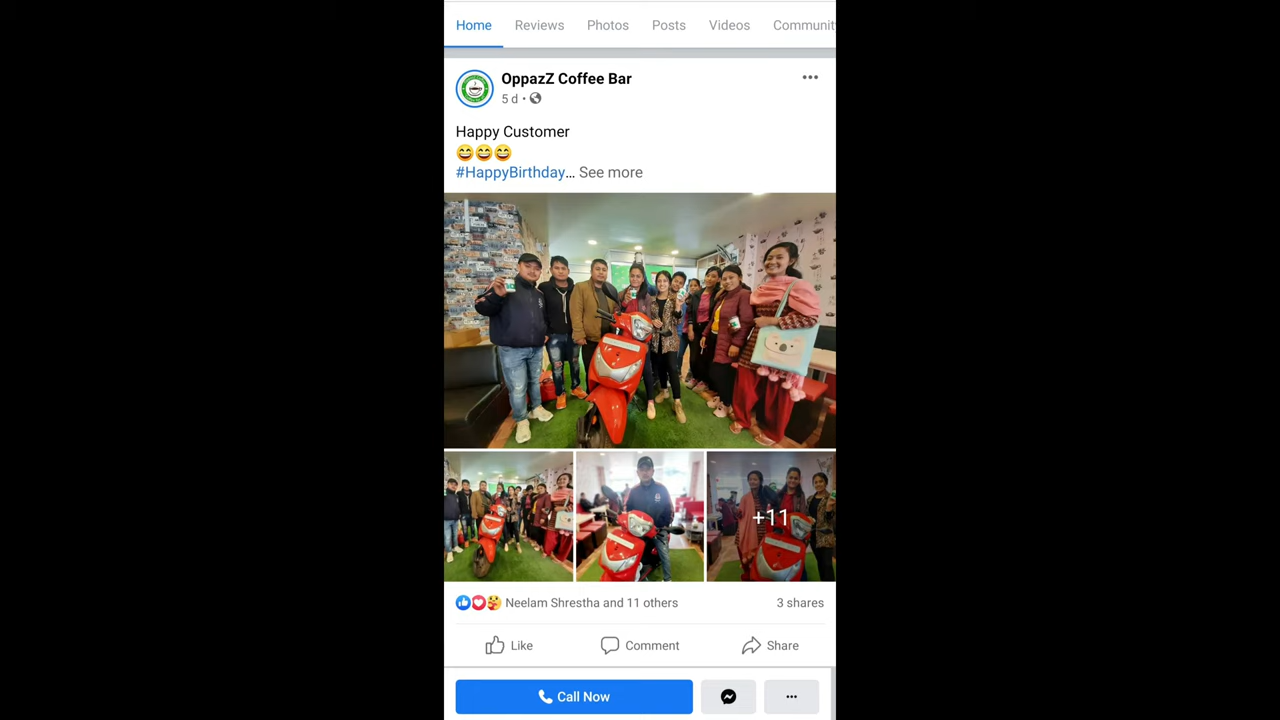 Home Reviews Photos Posts Videos Communit
OppazZ Coffee Bar
5 d
Happy Customer
#HappyBirthday... See more
+11
Neelam Shrestha and 11 others 3 shares
Like Comment Share
Call Now